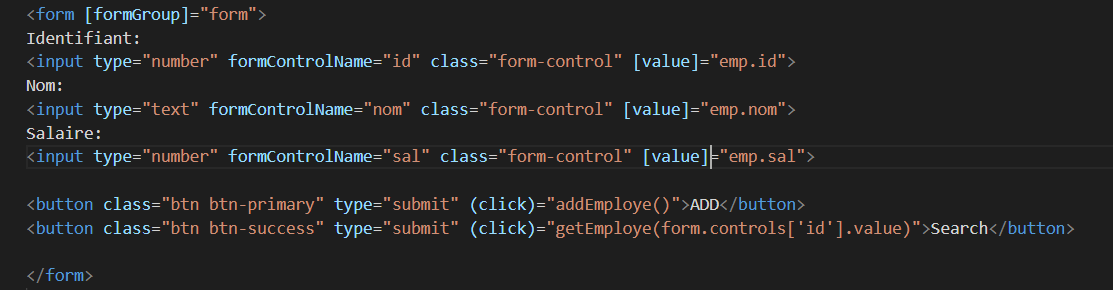 <form [formGroup]="form">
Identifiant:
<input type="number" formControlName="id" class="form-control" [value]="emp.id">
Nom:
<input type="text" formControlName="nom" class="form-control" [value]="emp.nom">
Salaire:
<input type="number" formControlName="sal" class="form-control" [value]="emp.sal">
<button class="btn btn-primary" type="submit" (click)="addEmploye()">ADD</button>
<button class="btn btn-success" type="submit" (click)="getEmploye(form.controls['id'].value)">Search</button>
</form>